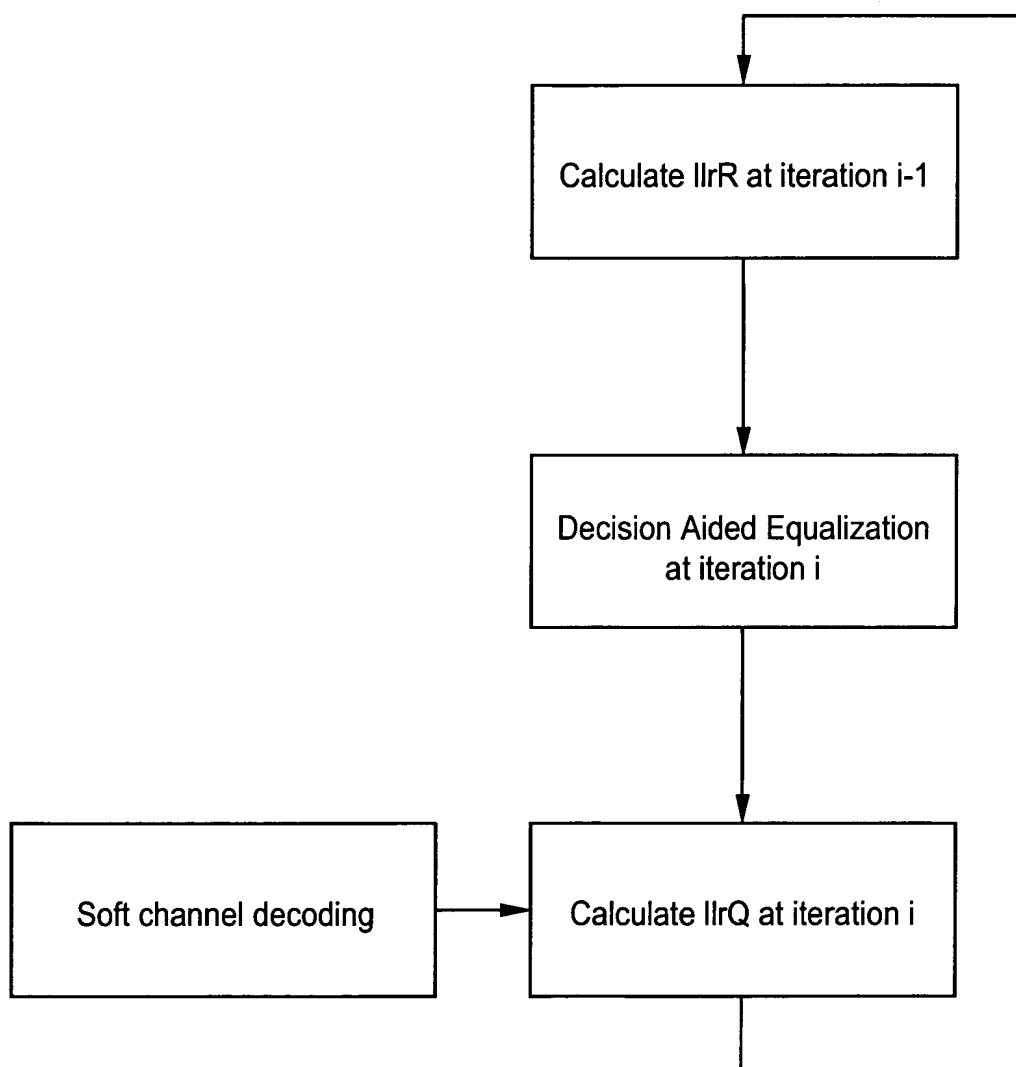 Calculate llrR at iteration i-1
Decision Aided Equalization
at iteration i
Soft channel decoding
Calculate llrQ at iteration i